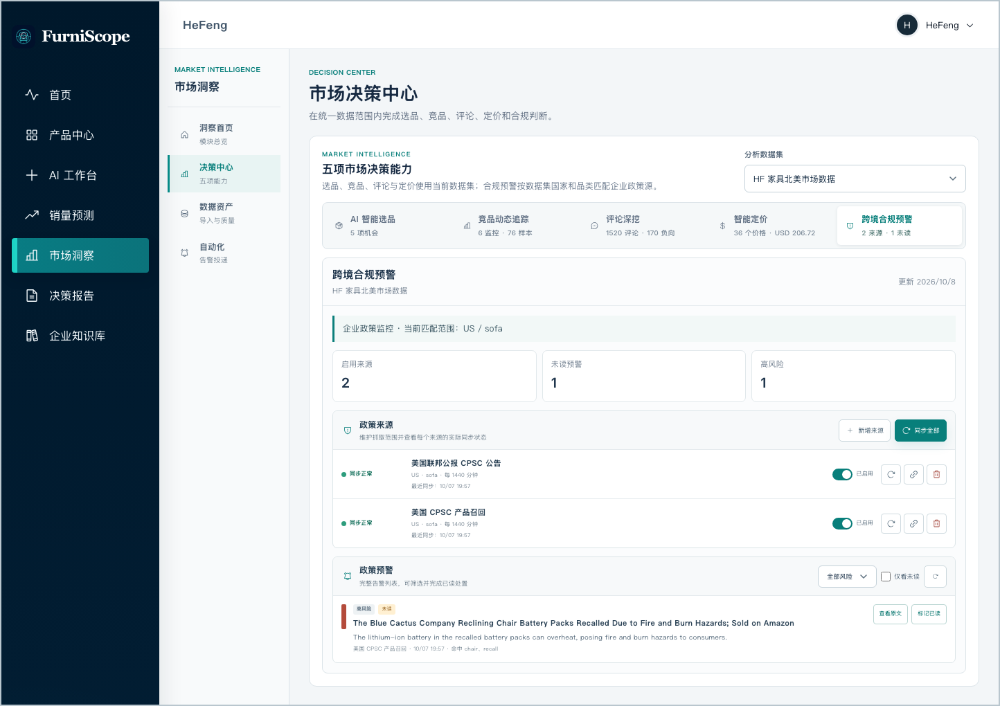 FurniScope
首页
产品中心
AI 工作台
销量预测
市场洞察
决策报告
企业知识库
HeFeng
H
HeFeng
MARKET INTELLIGENCE
市场洞察
洞察首页
模块总览
决策中心
五项能力
数据资产
导入与质量
自动化
告警投递
DECISION CENTER
市场决策中心
在统一数据范围内完成选品、竞品、评论、定价和合规判断。
MARKET INTELLIGENCE
五项市场决策能力
选品、竞品、评论与定价使用当前数据集；合规预警按数据集国家和品类匹配企业政策源。
分析数据集
HF 家具北美市场数据
AI 智能选品
5 项机会
竞品动态追踪
6 监控 · 76 样本
评论深挖
1520 评论 · 170 负向
智能定价
36 个价格 · USD 206.72
跨境合规预警
2 来源 · 1 未读
跨境合规预警
HF 家具北美市场数据
更新 2026/10/8
企业政策监控 · 当前匹配范围：US / sofa
启用来源
2
未读预警
1
高风险
1
政策来源
维护抓取范围并查看每个来源的实际同步状态
新增来源
同步全部
同步正常
美国联邦公报 CPSC 公告
US · sofa · 每 1440 分钟
最近同步：10/07 19:57
已启用
同步正常
美国 CPSC 产品召回
US · sofa · 每 1440 分钟
最近同步：10/07 19:57
已启用
政策预警
完整告警列表，可筛选并完成已读处置
全部风险
仅看未读
高风险
未读
The Blue Cactus Company Reclining Chair Battery Packs Recalled Due to Fire and Burn Hazards; Sold on Amazon
The lithium-ion battery in the recalled battery packs can overheat, posing fire and burn hazards to consumers.
美国 CPSC 产品召回 · 10/07 19:57 · 命中 chair、recall
查看原文
标记已读